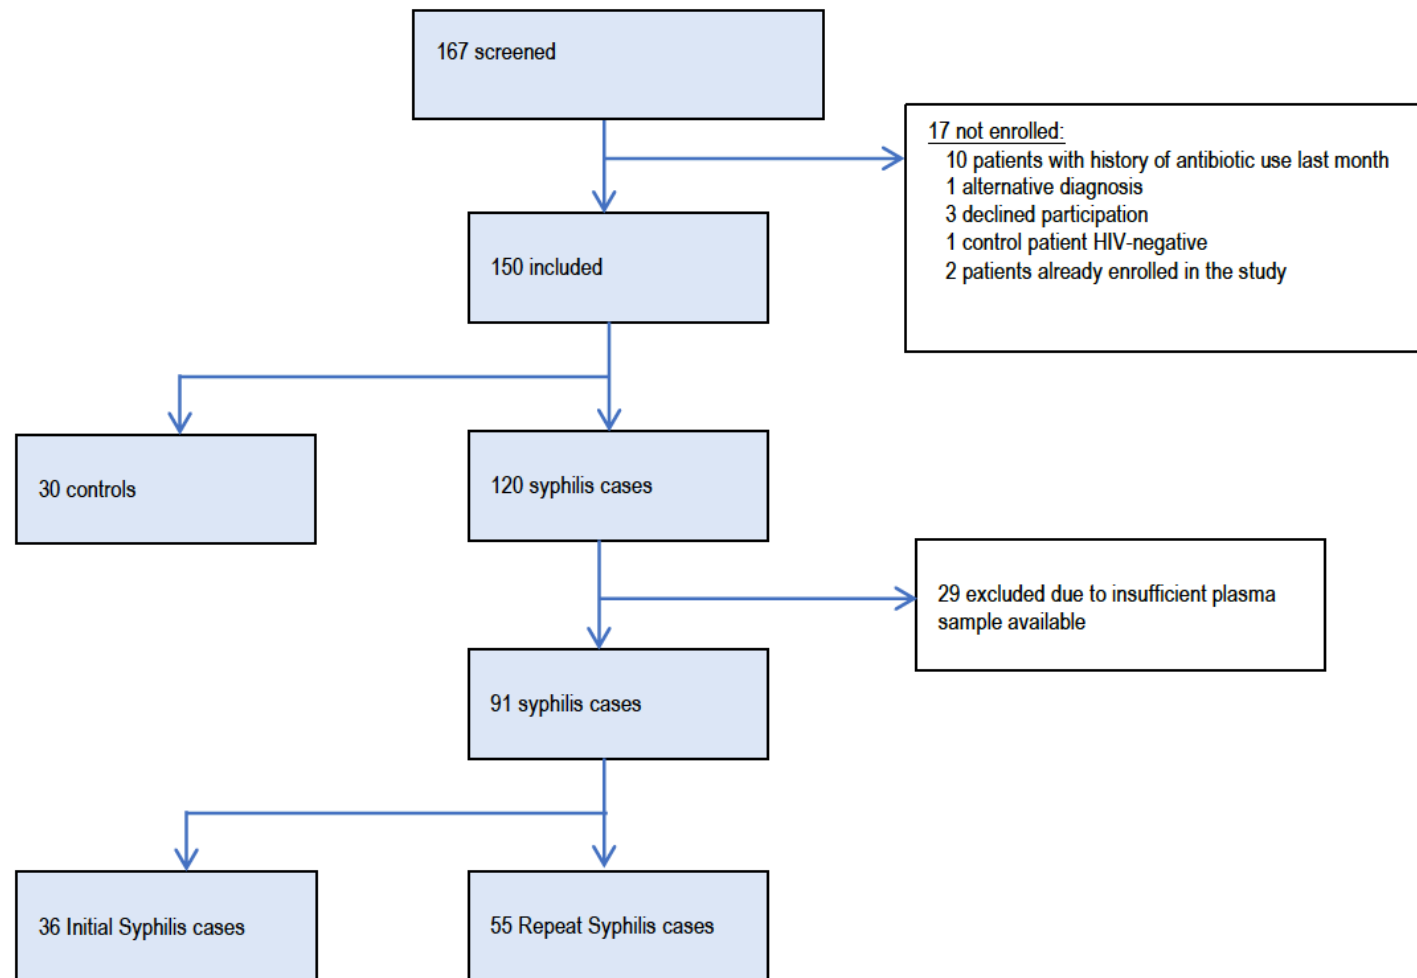 167 screened
17 not enrolled:
10 patients with history of antibiotic use last month
1 alternative diagnosis
3 declined participation
1 control patient HIV-negative
2 patients already enrolled in the study
150 included
30 controls
120 syphilis cases
29 excluded due to insufficient plasma
sample available
91 syphilis cases
36 Initial Syphilis cases
55 Repeat Syphilis cases